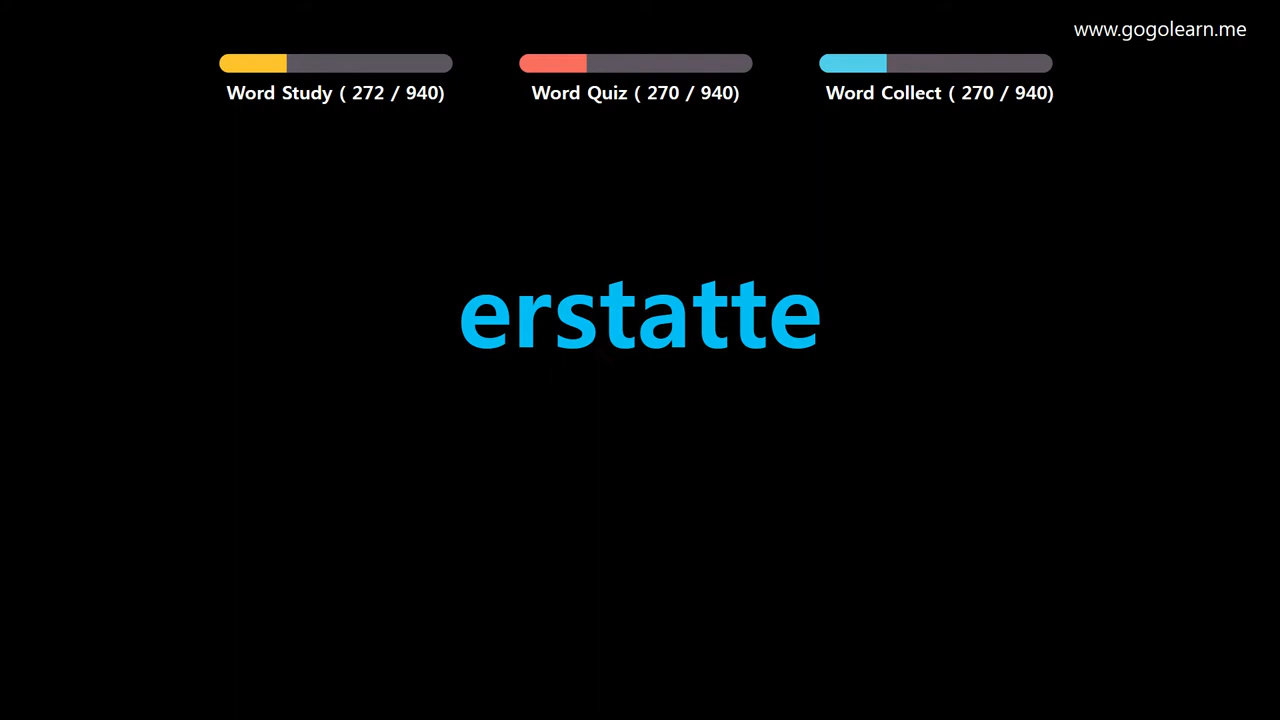 www.gogolearn.me
Word Study ( 272 / 940)
Word Quiz ( 270 / 940)
Word Collect ( 270 / 940)
erstatte